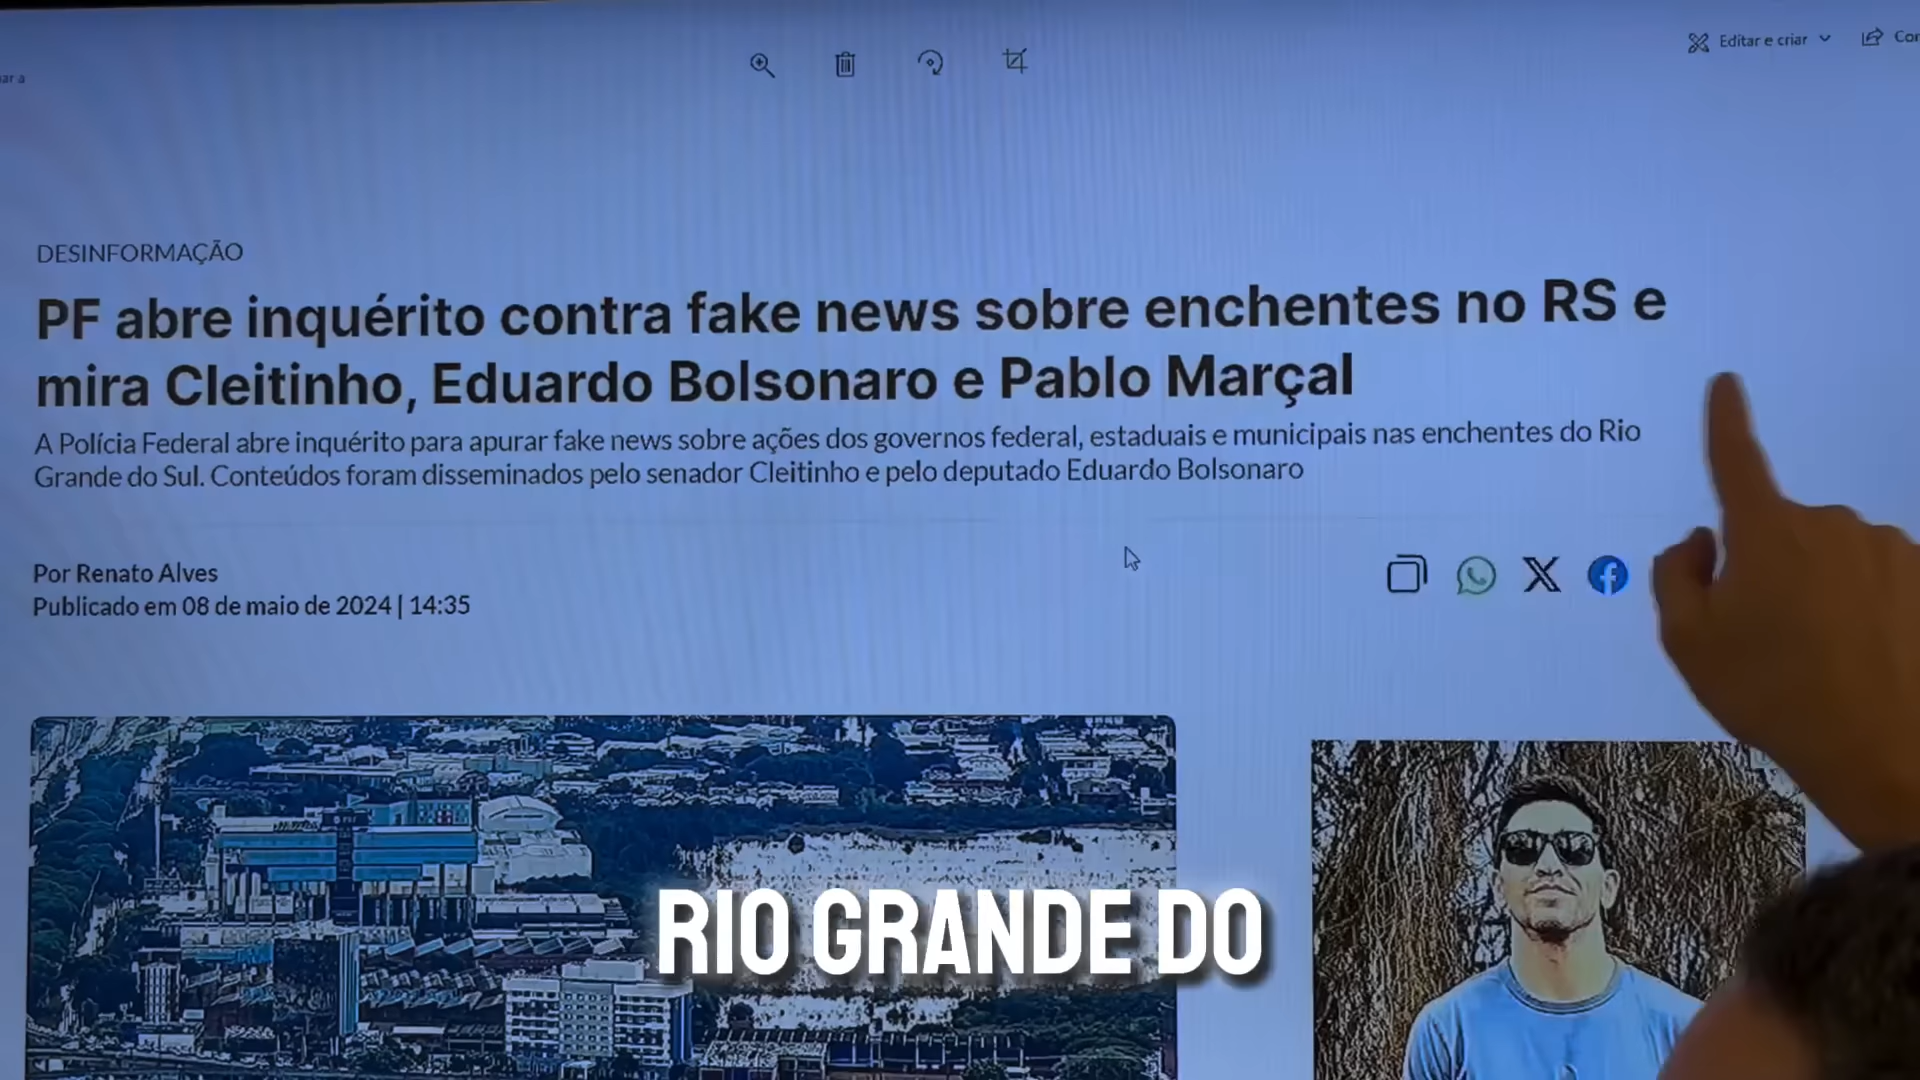 Editar e criar
DESINFORMAÇÃO
PF abre inquérito contra fake news sobre enchentes no RS e
mira Cleitinho, Eduardo Bolsonaro e Pablo Marçal
A Polícia Federal abre inquérito para apurar fake news sobre ações dos governos federal, estaduais e municipais nas enchentes do Rio
Grande do Sul. Conteúdos foram disseminados pelo senador Cleitinho e pelo deputado Eduardo Bolsonaro
Por Renato Alves
Publicado em 08 de maio de 2024 | 14:35
RIO GRANDE DO